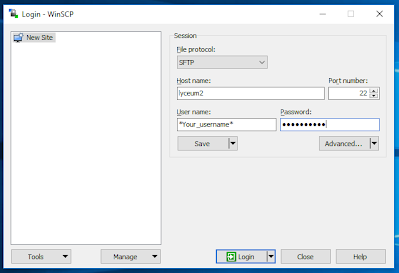 Login - WinSCP
New Site
Session
File protocol:
SFTP
Host name:
Port number:
lyceum2
22
User name:
Password:
*Your_username*
••••••••••
Save
Advanced...
Tools
Manage
Login
Close
Help